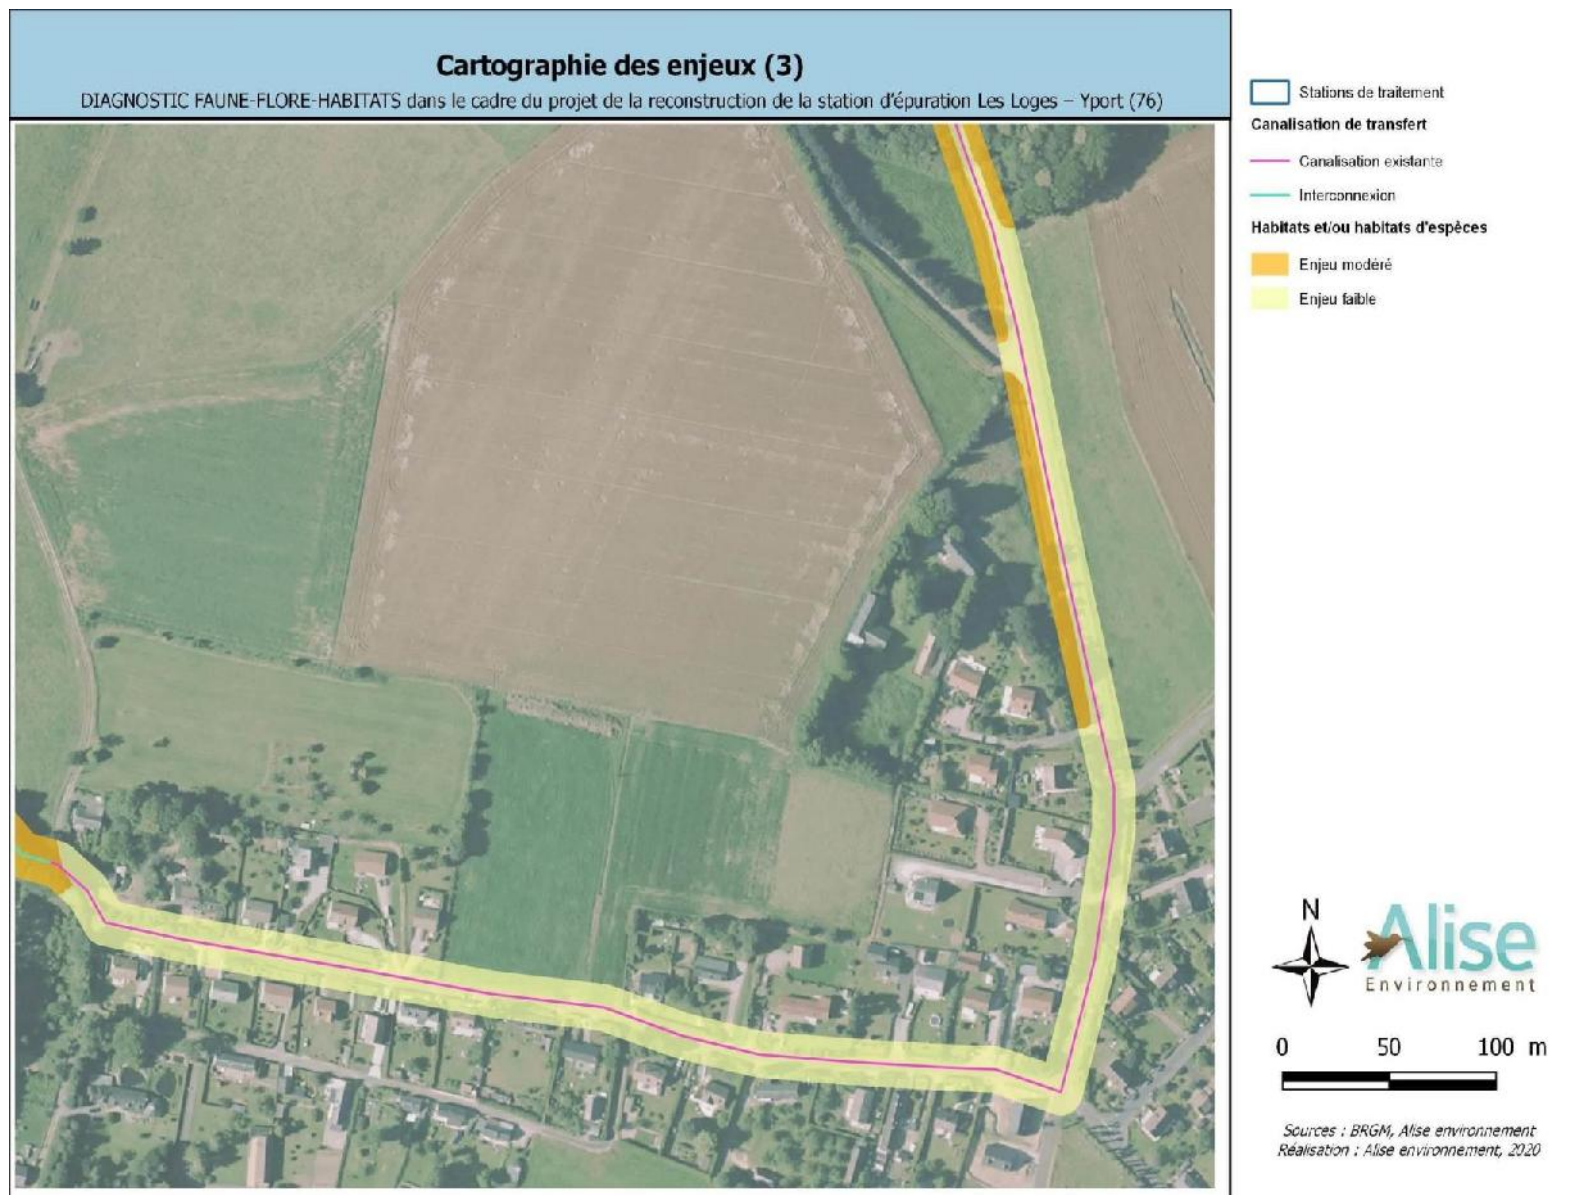 Cartographie des enjeux (3)
DIAGNOSTIC FAUNE-FLORE-HABITATS dans le cadre du projet de la reconstruction de la station d'épuration Les Loges – Yport (76)
Stations de traitement
Canalisation de transfert
Canalisation existante
Interconnexion
Habitats et/ou habitats d'espèces
Enjeu modéré
Enjeu faible
N
Alise
Environnement
0 50 100 m
Sources : BRGM, Alise environnement
Réalisation : Alise environnement, 2020